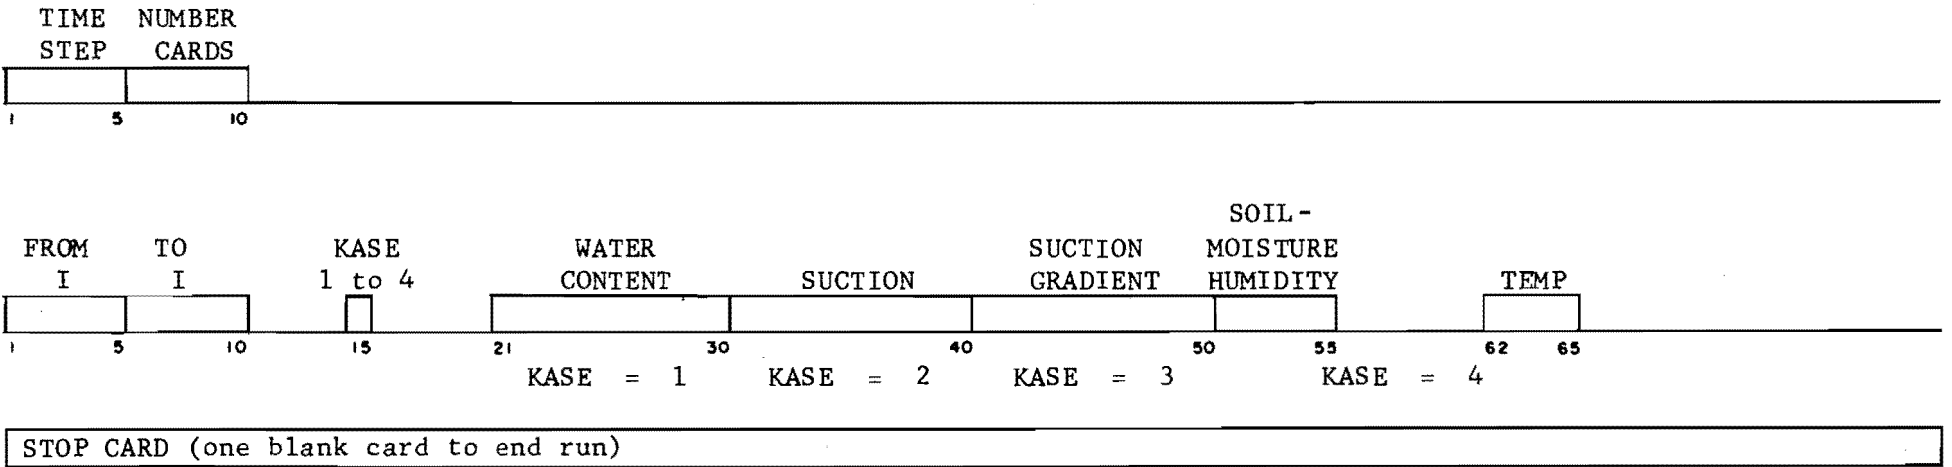 TIME NUMBER
STEP CARDS
1 5 10
SOIL-
FROM TO KASE WATER SUCTION MOISTURE
I I 1 to 4 CONTENT SUCTION GRADIENT HUMIDITY TEMP
1 5 10 15 21 30 40 50 55 62 65
KASE = 1 KASE = 2 KASE = 3 KASE = 4
STOP CARD (one blank card to end run)